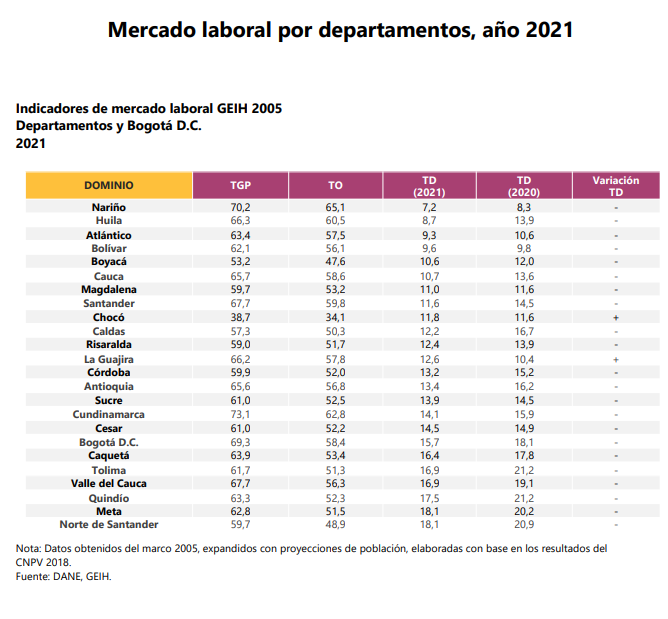 Mercado laboral por departamentos, año 2021
Indicadores de mercado laboral GEIH 2005
Departamentos y Bogotá D.C.
2021
DOMINIO TGP TO TD (2021) TD (2020) Variación TD
Nariño 70,2 65,1 7,2 8,3 -
Huila 66,3 60,5 8,7 13,9 -
Atlántico 63,4 57,5 9,3 10,6 -
Bolívar 62,1 56,1 9,6 9,8 -
Boyacá 53,2 47,6 10,6 12,0 -
Cauca 65,7 58,6 10,7 13,6 -
Magdalena 59,7 53,2 11,0 11,6 -
Santander 67,7 59,8 11,6 14,5 -
Chocó 38,7 34,1 11,8 11,6 +
Caldas 57,3 50,3 12,2 16,7 -
Risaralda 59,0 51,7 12,4 13,9 -
La Guajira 66,2 57,8 12,6 10,4 +
Córdoba 59,9 52,0 13,2 15,2 -
Antioquia 65,6 56,8 13,4 16,2 -
Sucre 61,0 52,5 13,9 14,5 -
Cundinamarca 73,1 62,8 14,1 15,9 -
Cesar 61,0 52,2 14,5 14,9 -
Bogotá D.C. 69,3 58,4 15,7 18,1 -
Caquetá 63,9 53,4 16,4 17,8 -
Tolima 61,7 51,3 16,9 21,2 -
Valle del Cauca 67,7 56,3 16,9 19,1 -
Quindío 63,3 52,3 17,5 21,2 -
Meta 62,8 51,5 18,1 20,2 -
Norte de Santander 59,7 48,9 18,1 20,9 -
Nota: Datos obtenidos del marco 2005, expandidos con proyecciones de población, elaboradas con base en los resultados del
CNPV 2018.
Fuente: DANE, GEIH.